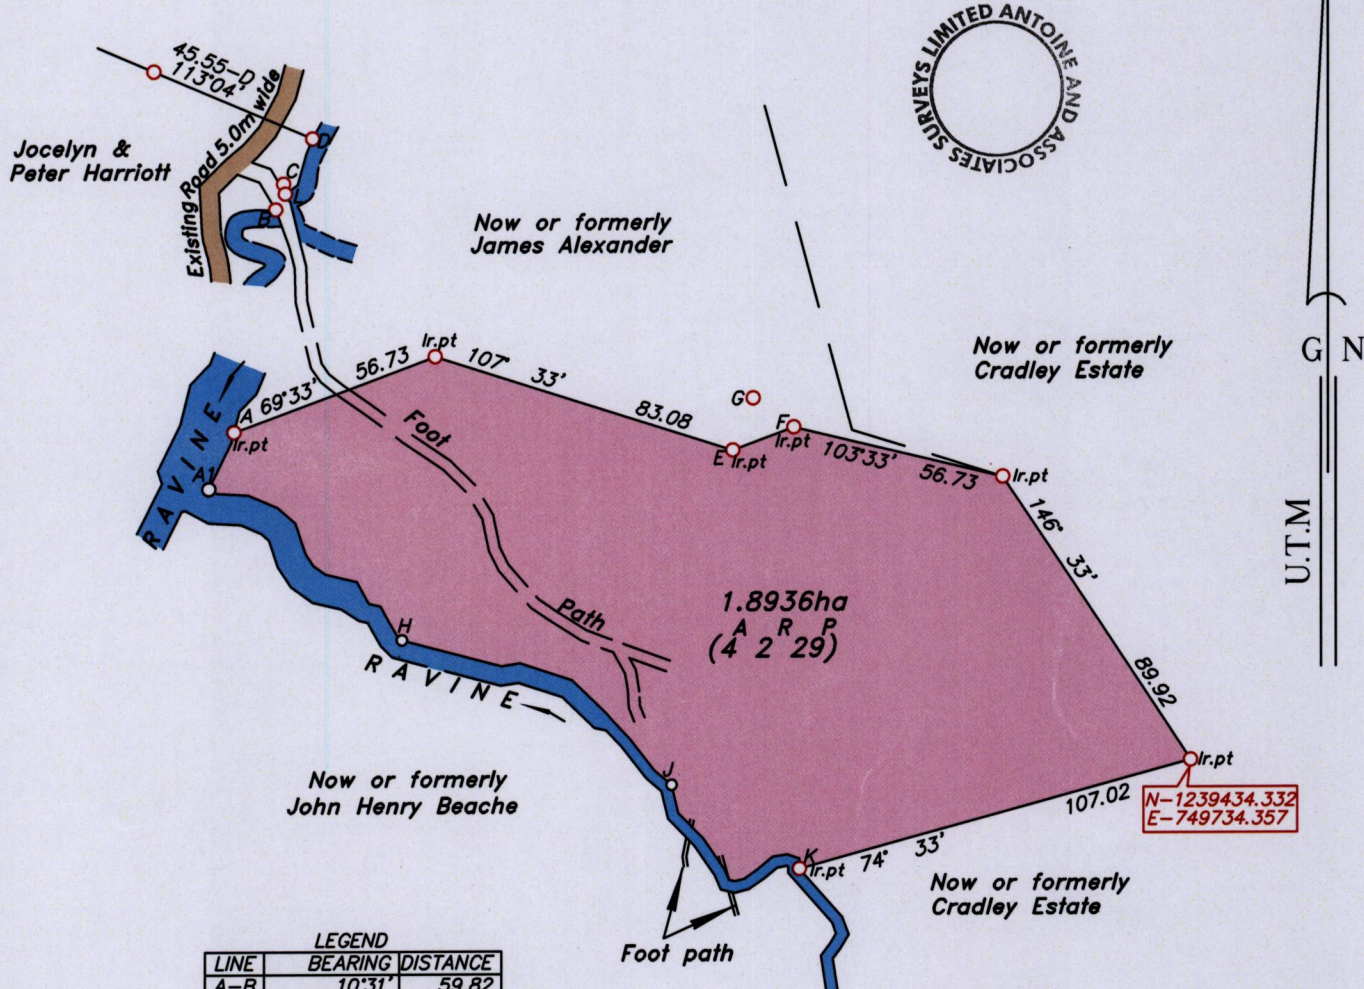 ANTOINE AND ASSOCIATES SURVEYS LIMITED
45.55-D
113°04'
Existing Road 5.0m wide
Jocelyn &
Peter Harriott
D
C
B
Now or formerly
James Alexander
Now or formerly
Cradley Estate
G N
U.T.M
Ir.pt
A 69°33' 56.73
Ir.pt
107° 33' 83.08
G
F
Ir.pt
E Ir.pt
103°33' 56.73
Ir.pt
RAVINE
A1
Foot
Path
146° 33' 89.92
1.8936ha
A R P
(4 2 29)
H
RAVINE
J
Ir.pt
N-1239434.332
E-749734.357
107.02
74° 33'
K
Ir.pt
Now or formerly
John Henry Beache
Now or formerly
Cradley Estate
Foot path
LEGEND
LINE BEARING DISTANCE
A-B 10°31' 59.82